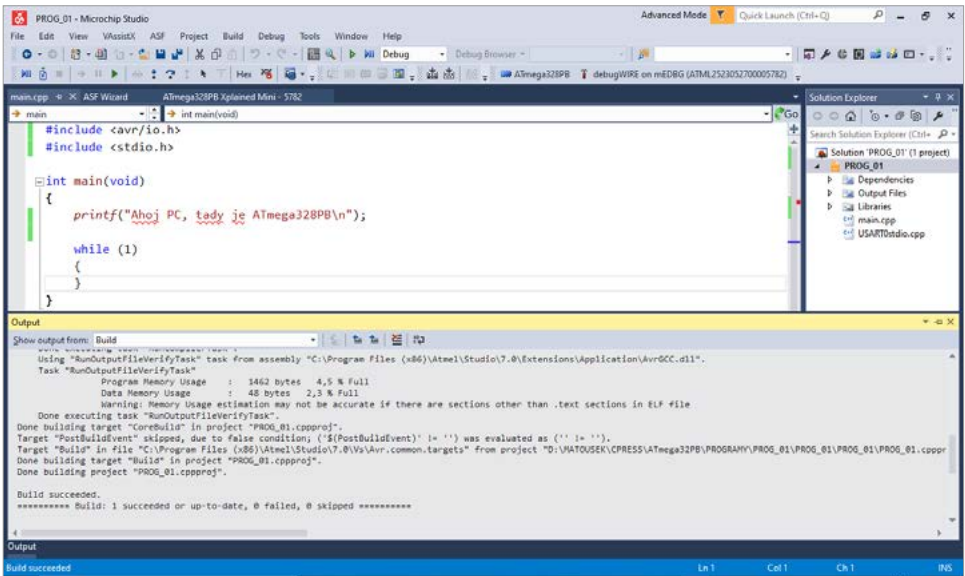 PROG_01 - Microchip Studio
Advanced Mode
Quick Launch (Ctrl+Q)
File Edit View VAssistX ASF Project Build Debug Tools Window Help
Debug
Debug Browser
Hex
ATmega328PB
debugWIRE on mEDBG (ATML2523052700005782)
main.cpp ASF Wizard ATmega328PB Xplained Mini - 5782
main
int main(void)
Go
#include <avr/io.h>
#include <stdio.h>
int main(void)
{
printf("Ahoj PC, tady je ATmega328PB\n");
while (1)
{
}
}
Solution Explorer
Search Solution Explorer (Ctrl+
Solution 'PROG_01' (1 project)
PROG_01
Dependencies
Output Files
Libraries
main.cpp
USART0stdio.cpp
Output
Show output from: Build
Using "RunOutputFileVerifyTask" task from assembly "C:\Program Files (x86)\Atmel\Studio\7.0\Extensions\Application\AvrGCC.dll".
Task "RunOutputFileVerifyTask"
Program Memory Usage : 1462 bytes 4,5 % Full
Data Memory Usage : 48 bytes 2,3 % Full
Warning: Memory Usage estimation may not be accurate if there are sections other than .text sections in ELF file
Done executing task "RunOutputFileVerifyTask".
Done building target "CoreBuild" in project "PROG_01.cppproj".
Target "PostBuildEvent" skipped, due to false condition; ('$(PostBuildEvent)' != '') was evaluated as ('' != '').
Target "Build" in file "C:\Program Files (x86)\Atmel\Studio\7.0\Vs\Avr.common.targets" from project "D:\MATOUSEK\CPRESS\ATmega32PB\PROGRAMY\PROG_01\PROG_01\PROG_01\PROG_01.cpppr
Done building target "Build" in project "PROG_01.cppproj".
Done building project "PROG_01.cppproj".
Build succeeded.
========== Build: 1 succeeded or up-to-date, 0 failed, 0 skipped ==========
Output
Build succeeded
Ln 1 Col 1 Ch 1 INS